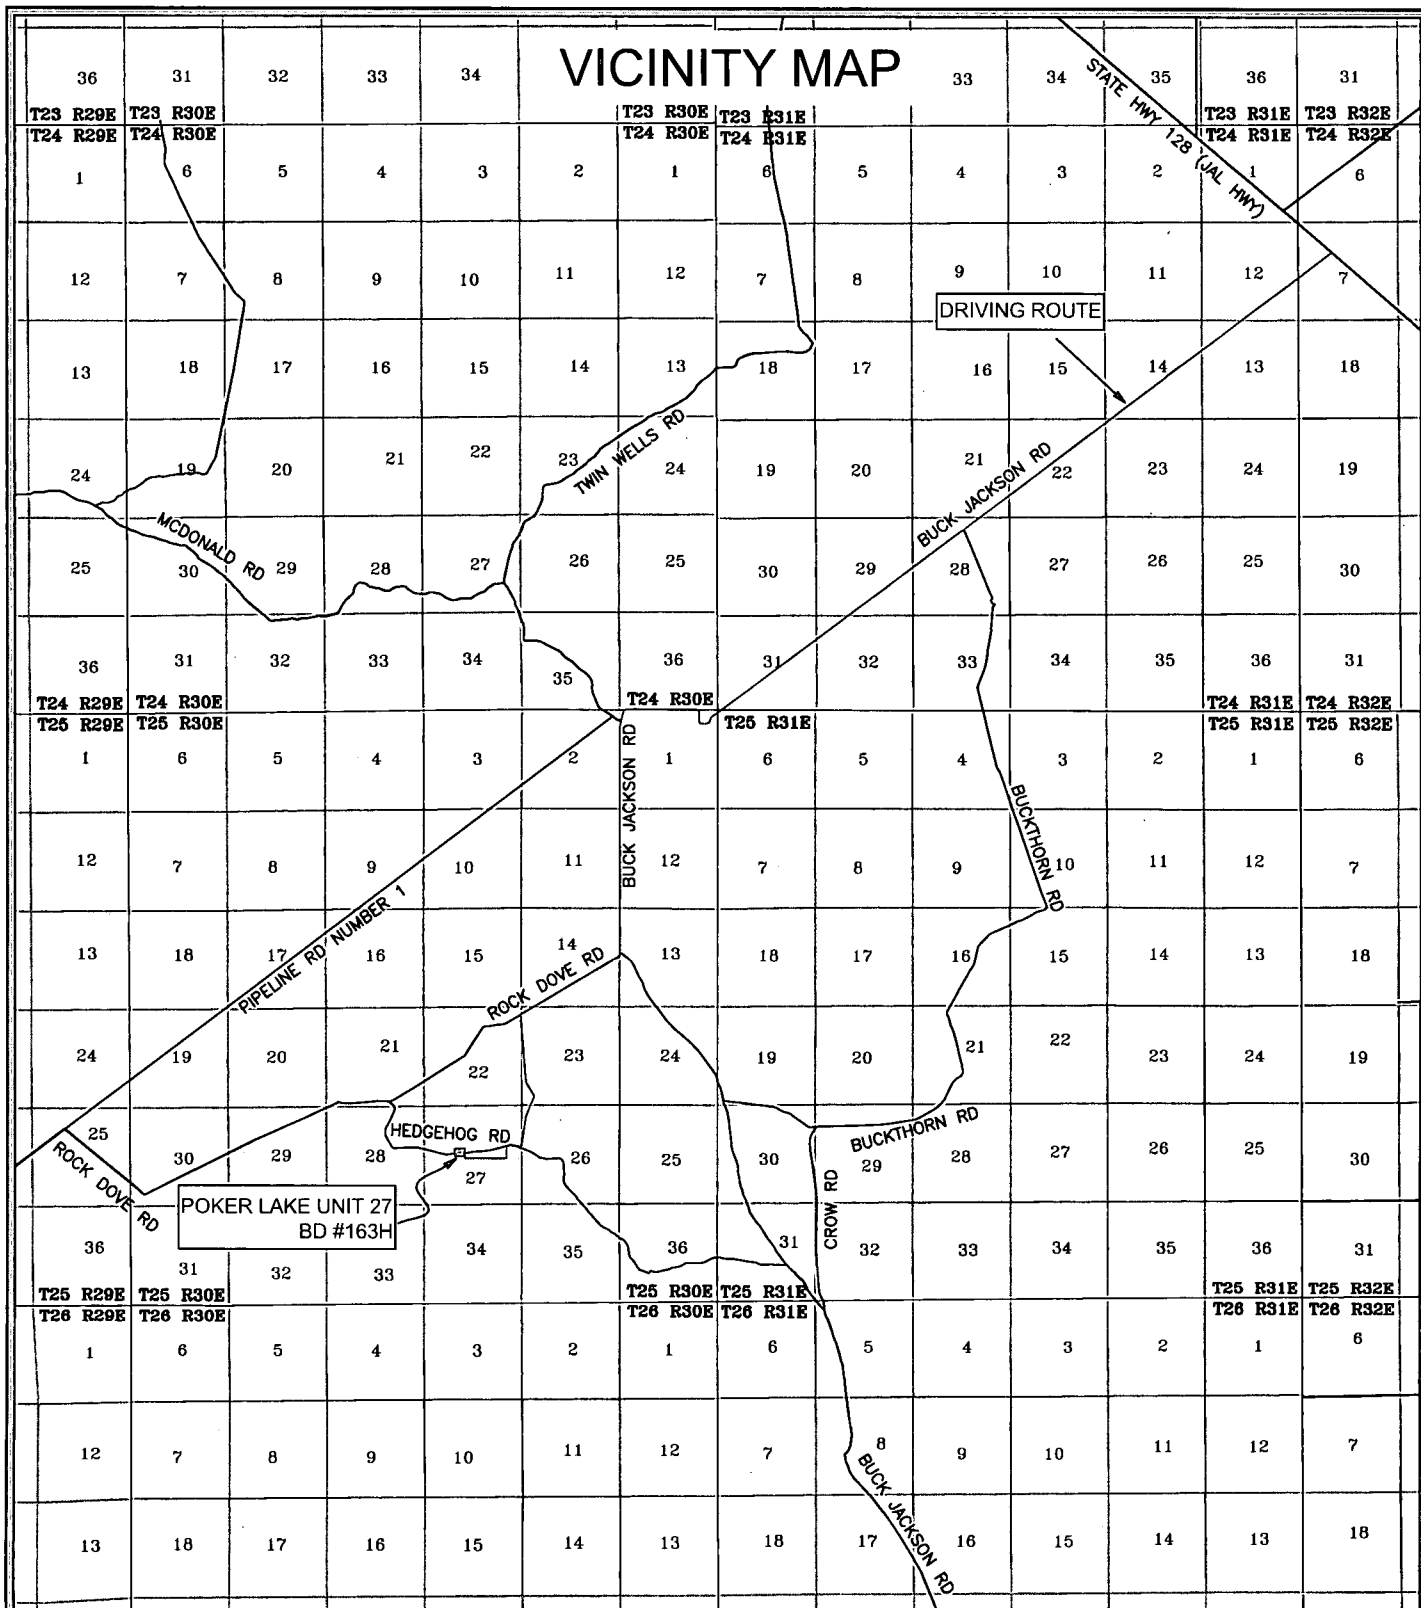 VICINITY MAP
36 31 32 33 34 33 34 35 36 31
STATE HWY 128 (JAL HWY)
T23 R29E T23 R30E T23 R30E T23 R31E T23 R31E T23 R32E
T24 R29E T24 R30E T24 R30E T24 R31E T24 R31E T24 R32E
1 6 5 4 3 2 1 6 5 4 3 2 1 6
12 7 8 9 10 11 12 7 8 9 10 11 12 7
DRIVING ROUTE
13 18 17 16 15 14 13 18 17 16 15 14 13 18
TWIN WELLS RD
24 19 20 21 22 23 24 19 20 21 22 23 24 19
BUCK JACKSON RD
MCDONALD RD
25 30 29 28 27 26 25 30 29 28 27 26 25 30
36 31 32 33 34 35 36 31 32 33 34 35 36 31
T24 R29E T24 R30E T24 R30E T24 R31E T24 R32E
T25 R29E T25 R30E T25 R31E T25 R31E T25 R32E
1 6 5 4 3 2 1 6 5 4 3 2 1 6
BUCK JACKSON RD
BUCKTHORN RD
12 7 8 9 10 11 12 7 8 9 10 11 12 7
PIPELINE RD NUMBER 1
13 18 17 16 15 14 13 18 17 16 15 14 13 18
ROCK DOVE RD
24 19 20 21 22 23 24 19 20 21 22 23 24 19
HEDGEHOG RD
BUCKTHORN RD
25 30 29 28 27 26 25 30 29 28 27 26 25 30
ROCK DOVE RD
CROW RD
POKER LAKE UNIT 27
BD #163H
36 31 32 33 34 35 36 31 32 33 34 35 36 31
T25 R29E T25 R30E T25 R30E T25 R31E T25 R31E T25 R32E
T26 R29E T26 R30E T26 R30E T26 R31E T26 R31E T26 R32E
1 6 5 4 3 2 1 6 5 4 3 2 1 6
12 7 8 9 10 11 12 7 8 9 10 11 12 7
BUCK JACKSON RD
13 18 17 16 15 14 13 18 17 16 15 14 13 18